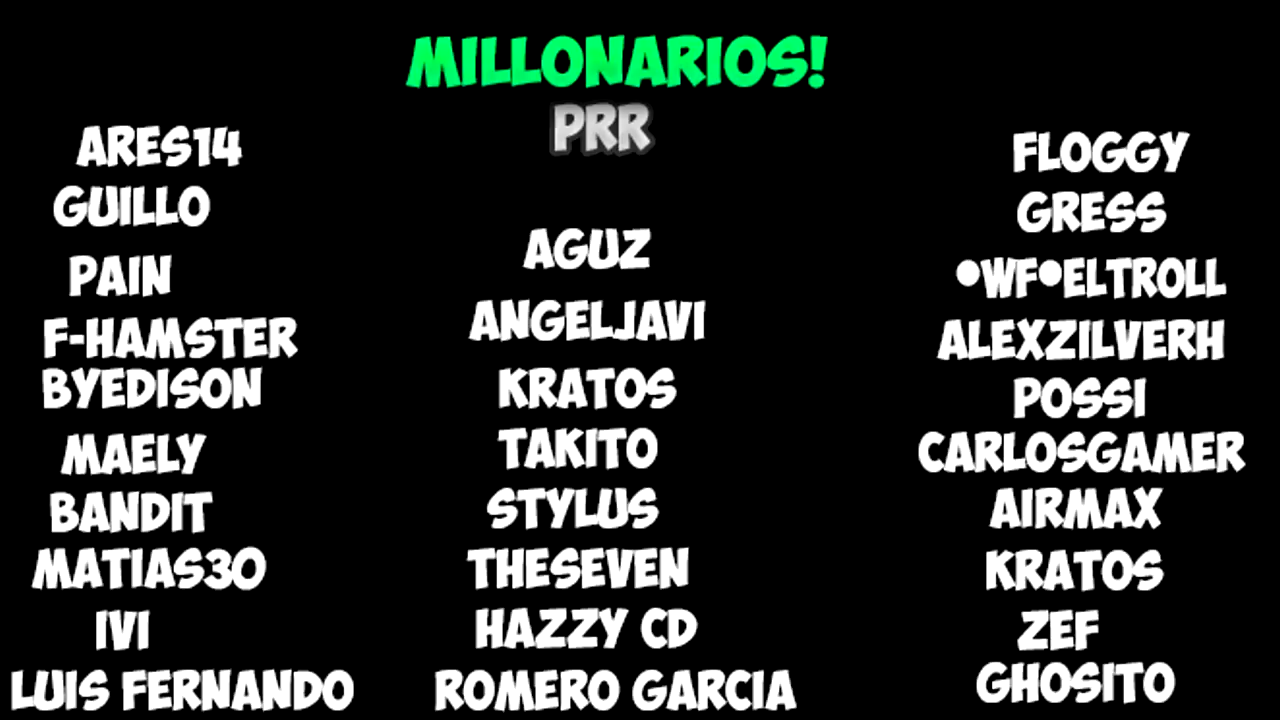 MILLONARIOS!
PRR
ARES14
GUILLO
PAIN
F-HAMSTER
BYEDISON
MAELY
BANDIT
MATIAS30
IVI
LUIS FERNANDO
AGUZ
ANGELJAVI
KRATOS
TAKITO
STYLUS
THESEVEN
HAZZY CD
ROMERO GARCIA
FLOGGY
GRESS
•WF•ELTROLL
ALEXZILVERH
POSSI
CARLOSGAMER
AIRMAX
KRATOS
ZEF
GHOSITO